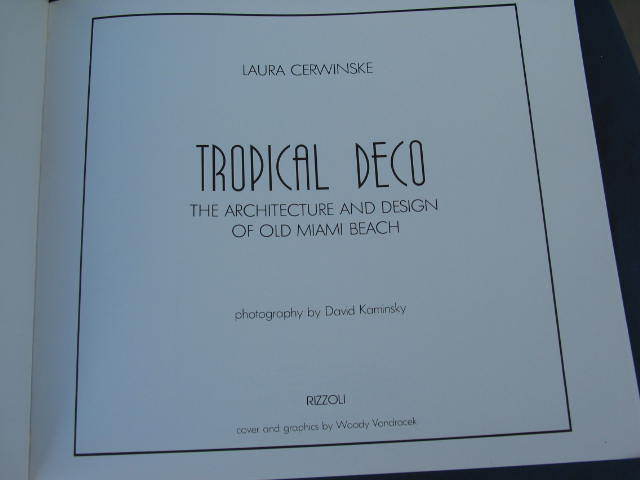 LAURA CERWINSKE
TROPICAL DECO
THE ARCHITECTURE AND DESIGN
OF OLD MIAMI BEACH
photography by David Kaminsky
RIZZOLI
cover and graphics by Woody Vondracek